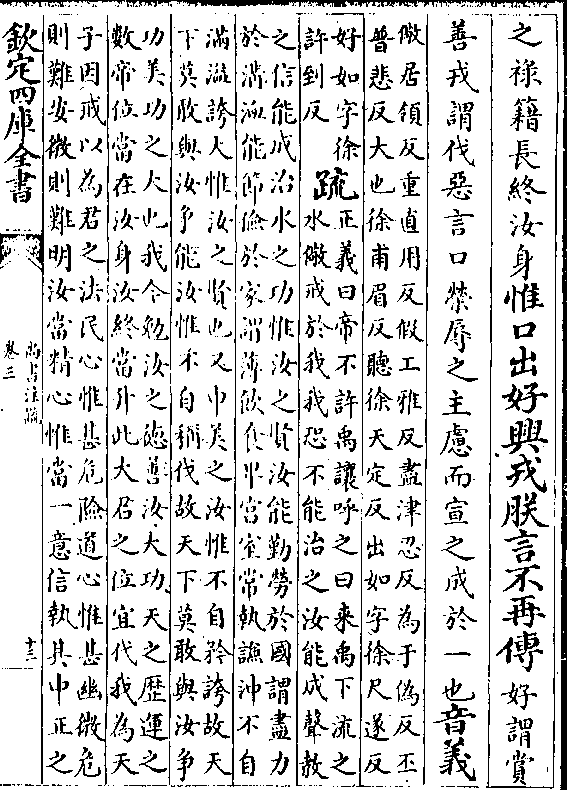 之祿籍長終汝身惟口出好興戎朕言不再傳好謂賞
善戎謂伐惡言口榮辱之主慮而宣之成於一也音義
儆居領反重直用反假工雅反盡津忍反為于偽反丕
普悲反大也徐甫眉反聽徐天定反出如字徐尺遂反
好如字徐
許到反
疏
正義曰帝不許禹讓呼之曰來禹下流之
水儆戒於我我恐不能治之汝能成聲教
之信能成治水之功惟汝之賢汝能勤勞於國謂盡力
於溝洫能節儉於家謂薄飲食卑宮室常執謙沖不自
滿溢誇大惟汝之賢也又申美之汝惟不自矜誇故天
下莫敢與汝爭能汝惟不自稱伐故天下莫敢與汝爭
功美功之大也我今勉汝之德善汝大功天之歴運之
數帝位當在汝身汝終當升此大君之位宜代我為天
子因戒以為君之法民心惟甚危險道心惟甚幽微危
則難安微則難明汝當精心惟當一意信執其中正之
欽定四庫全書
尚書注疏
卷三
十三